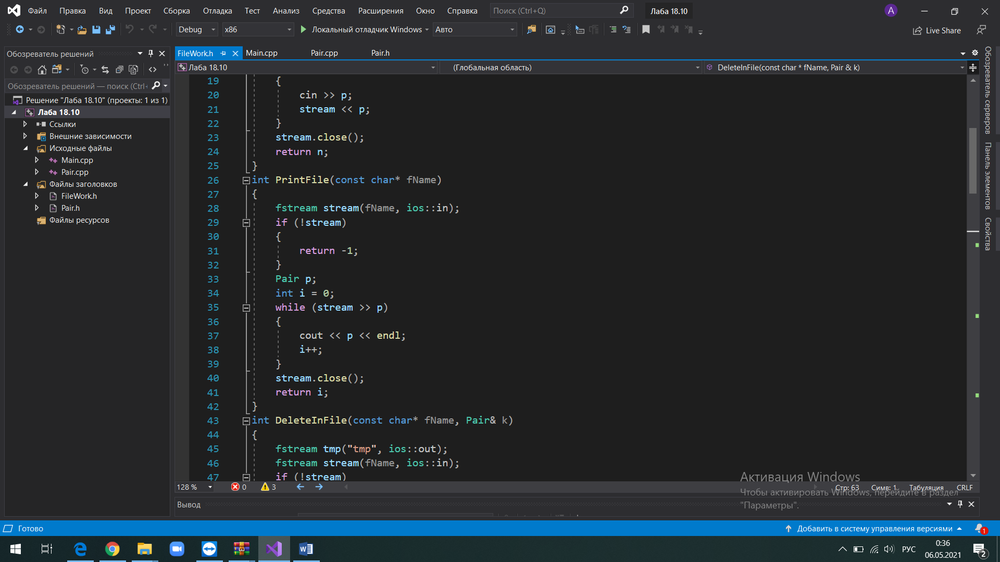 Файл Правка Вид Проект Сборка Отладка Тест Анализ Средства Расширения Окно Справка Поиск (Ctrl+Q) Лаба 18.10 A
Debug x86 Локальный отладчик Windows Авто Live Share
Обозреватель решений
FileWork.h Main.cpp Pair.cpp Pair.h
Лаба 18.10 (Глобальная область) DeleteInFile(const char * fName, Pair & k)
Обозреватель решений — поиск (Ctrl+
Решение "Лаба 18.10" (проекты: 1 из 1)
Лаба 18.10
Ссылки
Внешние зависимости
Исходные файлы
Main.cpp
Pair.cpp
Файлы заголовков
FileWork.h
Pair.h
Файлы ресурсов
19 {
20 cin >> p;
21 stream << p;
22 }
23 stream.close();
24 return n;
25 }
26 int PrintFile(const char* fName)
27 {
28 fstream stream(fName, ios::in);
29 if (!stream)
30 {
31 return -1;
32 }
33 Pair p;
34 int i = 0;
35 while (stream >> p)
36 {
37 cout << p << endl;
38 i++;
39 }
40 stream.close();
41 return i;
42 }
43 int DeleteInFile(const char* fName, Pair& k)
44 {
45 fstream tmp("tmp", ios::out);
46 fstream stream(fName, ios::in);
47 if (!stream)
Обозреватель серверов
Панель элементов
Свойства
128 % 0 3 Стр: 63 Симв: 1 Табуляция CRLF
Активация Windows
Чтобы активировать Windows, перейдите в раздел
"Параметры".
Вывод
Готово Добавить в систему управления версиями 1
РУС 0:36
06.05.2021 2